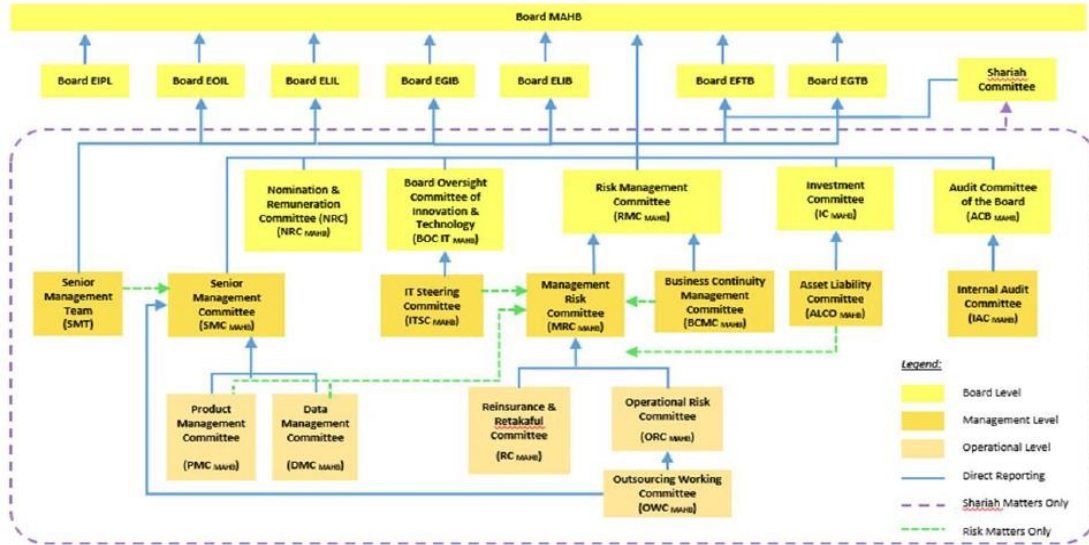 Board MAHB
Board EIPL
Board EOIL
Board ELIL
Board EGIB
Board ELIB
Board EFTB
Board EGTB
Shariah
Committee
Nomination &
Remuneration
Committee (NRC)
(NRC MAHB)
Board Oversight
Committee of
Innovation &
Technology
(BOC IT MAHB)
Risk Management
Committee
(RMC MAHB)
Investment
Committee
(IC MAHB)
Audit Committee
of the Board
(ACB MAHB)
Senior
Management
Team
(SMT)
Senior
Management
Committee
(SMC MAHB)
IT Steering
Committee
(ITSC MAHB)
Management
Risk
Committee
(MRC MAHB)
Business Continuity
Management
Committee
(BCMC MAHB)
Asset Liability
Committee
(ALCO MAHB)
Internal Audit
Committee
(IAC MAHB)
Product
Management
Committee
(PMC MAHB)
Data
Management
Committee
(DMC MAHB)
Reinsurance &
Retakaful
Committee
(RC MAHB)
Operational Risk
Committee
(ORC MAHB)
Outsourcing Working
Committee
(OWC MAHB)
Legend:
Board Level
Management Level
Operational Level
Direct Reporting
Shariah Matters Only
Risk Matters Only